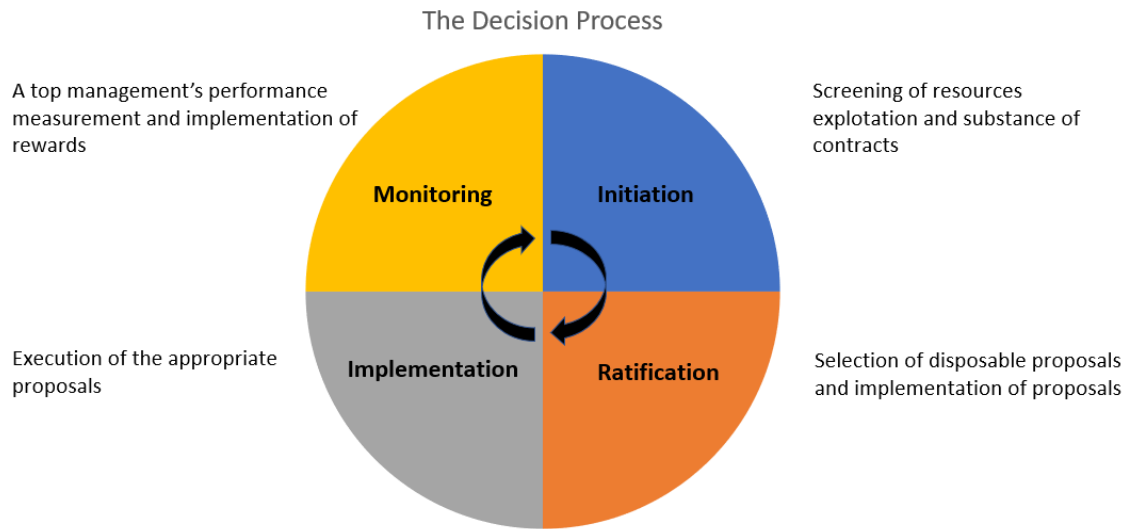 The Decision Process
A top management’s performance
measurement and implementation of
rewards
Screening of resources
explotation and substance of
contracts
Monitoring
Initiation
Implementation
Ratification
Execution of the appropriate
proposals
Selection of disposable proposals
and implementation of proposals